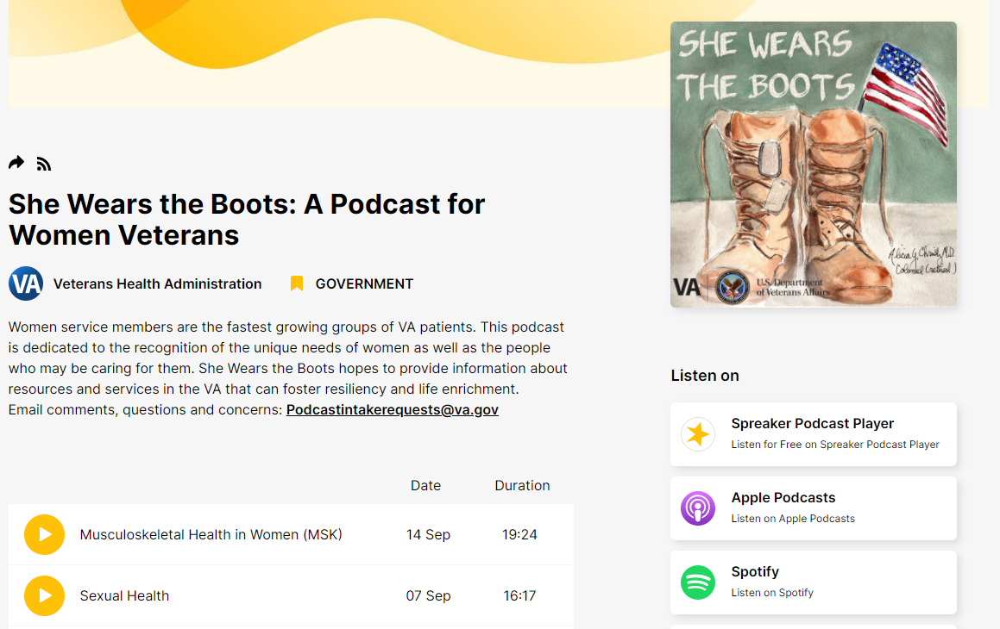 She Wears the Boots: A Podcast for
Women Veterans
VA
Veterans Health Administration
GOVERNMENT
Women service members are the fastest growing groups of VA patients. This podcast
is dedicated to the recognition of the unique needs of women as well as the people
who may be caring for them. She Wears the Boots hopes to provide information about
resources and services in the VA that can foster resiliency and life enrichment.
Email comments, questions and concerns: Podcastintakerequests@va.gov
Date Duration
Musculoskeletal Health in Women (MSK) 14 Sep 19:24
Sexual Health 07 Sep 16:17
SHE WEARS
THE BOOTS
Alicia G. Christy, M.D.
Colonel (retired)
VA
U.S. Department
of Veterans Affairs
Listen on
Spreaker Podcast Player
Listen for Free on Spreaker Podcast Player
Apple Podcasts
Listen on Apple Podcasts
Spotify
Listen on Spotify